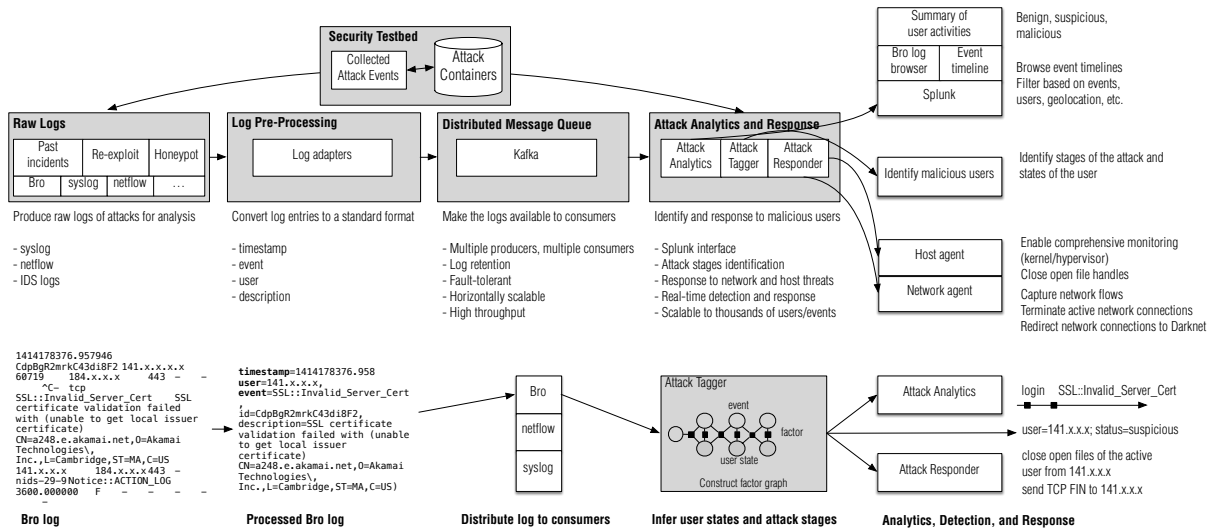 Security Testbed
Collected
Attack Events
Attack
Containers
Raw Logs
Past
incidents
Re-exploit
Honeypot
Bro
syslog
netflow
...
Produce raw logs of attacks for analysis
- syslog
- netflow
- IDS logs
Log Pre-Processing
Log adapters
Convert log entries to a standard format
- timestamp
- event
- user
- description
Distributed Message Queue
Kafka
Make the logs available to consumers
- Multiple producers, multiple consumers
- Log retention
- Fault-tolerant
- Horizontally scalable
- High throughput
Attack Analytics and Response
Attack
Analytics
Attack
Tagger
Attack
Responder
Identify and response to malicious users
- Splunk interface
- Attack stages identification
- Response to network and host threats
- Real-time detection and response
- Scalable to thousands of users/events
Summary of
user activities
Bro log
browser
Event
timeline
Splunk
Benign, suspicious,
malicious
Browse event timelines
Filter based on events,
users, geolocation, etc.
Identify malicious users
Identify stages of the attack and
states of the user
Host agent
Network agent
Enable comprehensive monitoring
(kernel/hypervisor)
Close open file handles
Capture network flows
Terminate active network connections
Redirect network connections to Darknet
1414178376.957946
CdpBgR2mrkC43di8F2 141.x.x.x.x
60719 184.x.x.x 443 - -
^C- tcp
SSL::Invalid_Server_Cert SSL
certificate validation failed
with (unable to get local issuer
certificate)
CN=a248.e.akamai.net,O=Akamai
Technologies\,
Inc.,L=Cambridge,ST=MA,C=US
141.x.x.x 184.x.x.x 443 -
nids-29-9 Notice::ACTION_LOG
3600.000000 F - - - -
-
Bro log
timestamp=1414178376.958
user=141.x.x.x,
event=SSL::Invalid_Server_Cert
,
id=CdpBgR2mrkC43di8F2,
description=SSL certificate
validation failed with (unable
to get local issuer
certificate)
CN=a248.e.akamai.net,O=Akamai
Technologies\,
Inc.,L=Cambridge,ST=MA,C=US)
Processed Bro log
Bro
netflow
syslog
Distribute log to consumers
Attack Tagger
event
factor
user state
Construct factor graph
Infer user states and attack stages
Attack Analytics
Attack Responder
login SSL::Invalid_Server_Cert
user=141.x.x.x; status=suspicious
close open files of the active
user from 141.x.x.x
send TCP FIN to 141.x.x.x
Analytics, Detection, and Response